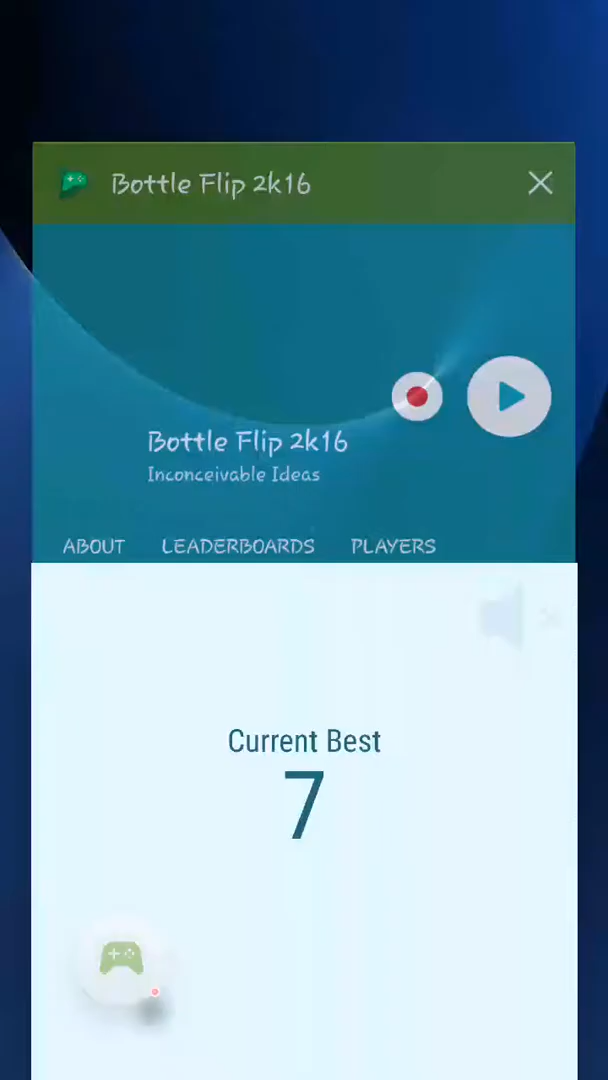 Bottle Flip 2k16
Bottle Flip 2k16
Inconceivable Ideas
ABOUT LEADERBOARDS PLAYERS
Current Best
7